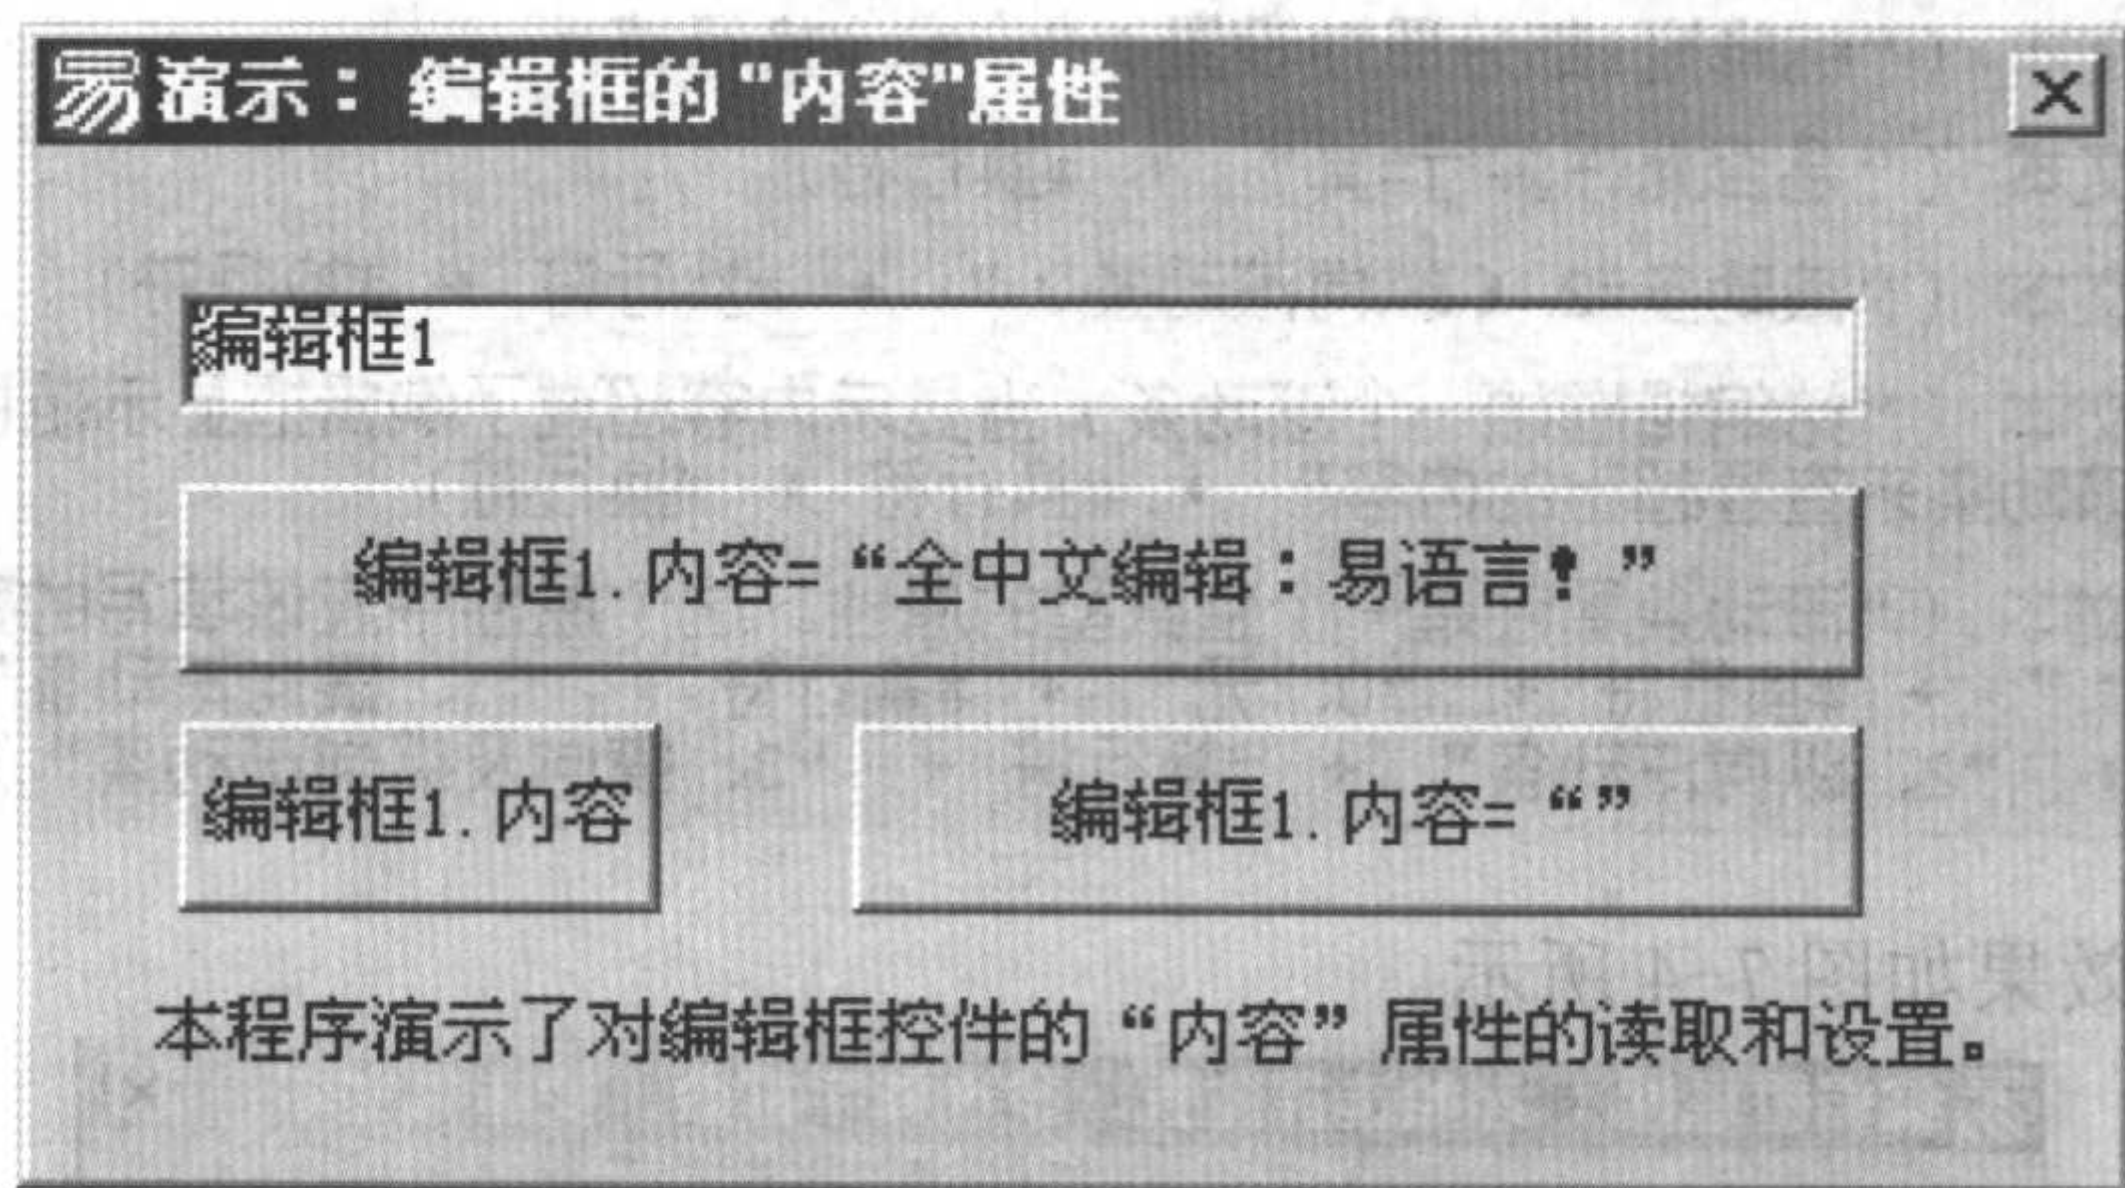 易 演示：编辑框的"内容"属性
编辑框1
编辑框1.内容=“全中文编辑：易语言！”
编辑框1.内容 编辑框1.内容=“”
本程序演示了对编辑框控件的“内容”属性的读取和设置。